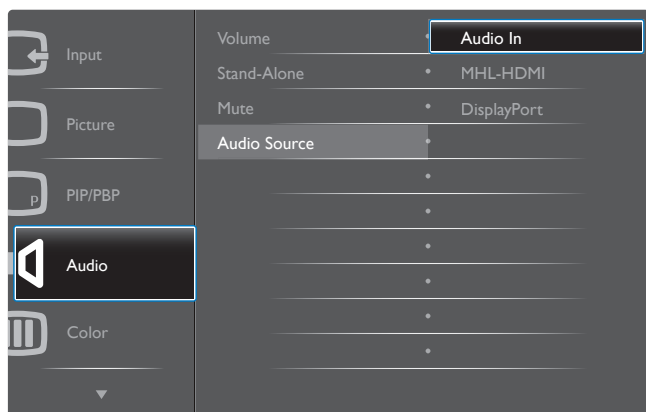 Input
Picture
P
PIP/PBP
Audio
Color
Volume
Stand-Alone
Mute
Audio Source
Audio In
MHL-HDMI
DisplayPort